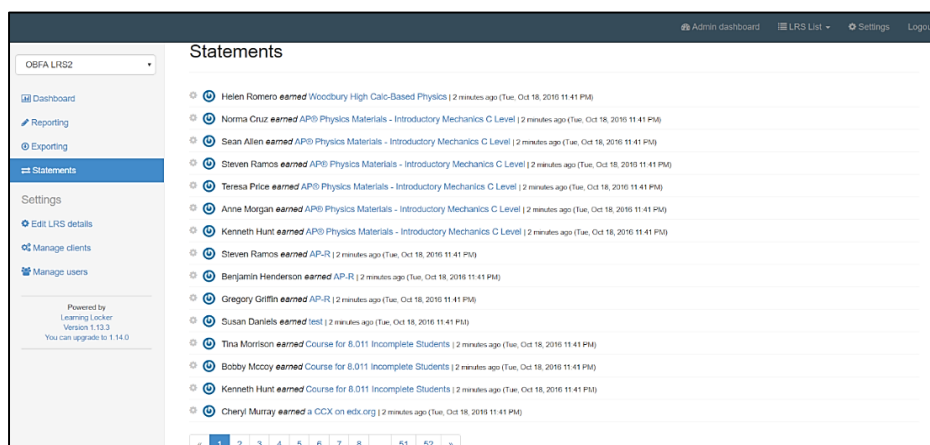 Admin dashboard LRS List Settings Logou
OBFA LRS2
Dashboard
Reporting
Exporting
Statements
Settings
Edit LRS details
Manage clients
Manage users
Powered by
Learning Locker
Version 1.13.3
You can upgrade to 1.14.0
Statements
Helen Romero earned Woodbury High Calc-Based Physics | 2 minutes ago (Tue, Oct 18, 2016 11:41 PM)
Norma Cruz earned AP® Physics Materials - Introductory Mechanics C Level | 2 minutes ago (Tue, Oct 18, 2016 11:41 PM)
Sean Allen earned AP® Physics Materials - Introductory Mechanics C Level | 2 minutes ago (Tue, Oct 18, 2016 11:41 PM)
Steven Ramos earned AP® Physics Materials - Introductory Mechanics C Level | 2 minutes ago (Tue, Oct 18, 2016 11:41 PM)
Teresa Price earned AP® Physics Materials - Introductory Mechanics C Level | 2 minutes ago (Tue, Oct 18, 2016 11:41 PM)
Anne Morgan earned AP® Physics Materials - Introductory Mechanics C Level | 2 minutes ago (Tue, Oct 18, 2016 11:41 PM)
Kenneth Hunt earned AP® Physics Materials - Introductory Mechanics C Level | 2 minutes ago (Tue, Oct 18, 2016 11:41 PM)
Steven Ramos earned AP-R | 2 minutes ago (Tue, Oct 18, 2016 11:41 PM)
Benjamin Henderson earned AP-R | 2 minutes ago (Tue, Oct 18, 2016 11:41 PM)
Gregory Griffin earned AP-R | 2 minutes ago (Tue, Oct 18, 2016 11:41 PM)
Susan Daniels earned test | 2 minutes ago (Tue, Oct 18, 2016 11:41 PM)
Tina Morrison earned Course for 8.011 Incomplete Students | 2 minutes ago (Tue, Oct 18, 2016 11:41 PM)
Bobby Mccoy earned Course for 8.011 Incomplete Students | 2 minutes ago (Tue, Oct 18, 2016 11:41 PM)
Kenneth Hunt earned Course for 8.011 Incomplete Students | 2 minutes ago (Tue, Oct 18, 2016 11:41 PM)
Cheryl Murray earned a CCX on edx.org | 2 minutes ago (Tue, Oct 18, 2016 11:41 PM)
« 1 2 3 4 5 6 7 8 ... 51 52 »